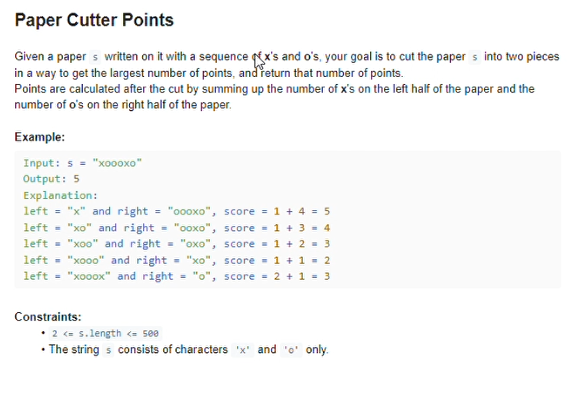 Paper Cutter Points
Given a paper s written on it with a sequence of x's and o's, your goal is to cut the paper s into two pieces
in a way to get the largest number of points, and return that number of points.
Points are calculated after the cut by summing up the number of x's on the left half of the paper and the
number of o's on the right half of the paper.
Example:
Input: s = "xoooxo"
Output: 5
Explanation:
left = "x" and right = "oooxo", score = 1 + 4 = 5
left = "xo" and right = "ooxo", score = 1 + 3 = 4
left = "xoo" and right = "oxo", score = 1 + 2 = 3
left = "xooo" and right = "xo", score = 1 + 1 = 2
left = "xooox" and right = "o", score = 2 + 1 = 3
Constraints:
• 2 <= s.length <= 500
• The string s consists of characters 'x' and 'o' only.